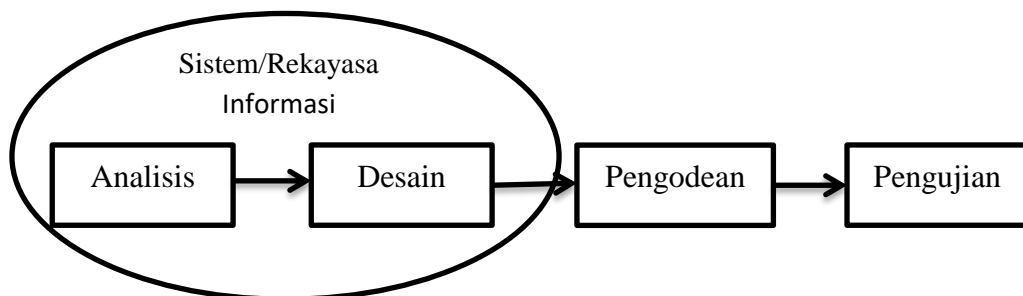 Sistem/Rekayasa
Informasi
Analisis
Desain
Pengodean
Pengujian